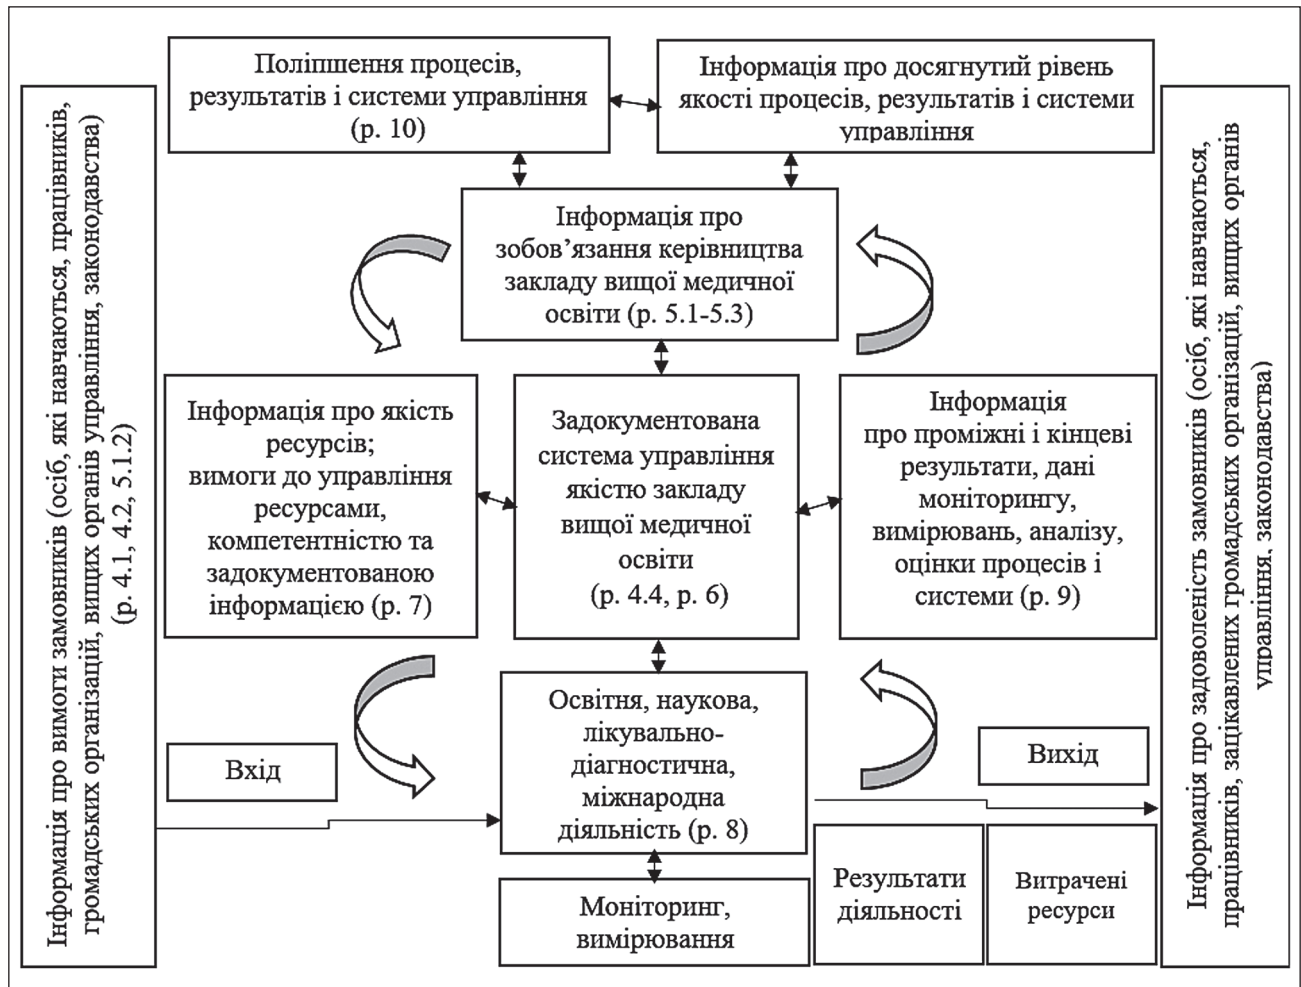 Поліпшення процесів,
результатів і системи управління
(р. 10)
Інформація про досягнутий рівень
якості процесів, результатів і системи
управління
Інформація про вимоги замовників (осіб, які навчаються, працівників,
громадських організацій, вищих органів управління, законодавства)
(р. 4.1, 4.2, 5.1.2)
Інформація про
зобов’язання керівництва
закладу вищої медичної
освіти (р. 5.1-5.3)
Інформація про якість
ресурсів;
вимоги до управління
ресурсами,
компетентністю та
задокументованою
інформацією (р. 7)
Задокументована
система управління
якістю закладу
вищої медичної
освіти
(р. 4.4, р. 6)
Інформація
про проміжні і кінцеві
результати, дані
моніторингу,
вимірювань, аналізу,
оцінки процесів і
системи (р. 9)
Вхід
Освітня, наукова,
лікувально-
діагностична,
міжнародна
діяльність (р. 8)
Вихід
Моніторинг,
вимірювання
Результати
діяльності
Витрачені
ресурси
Інформація про задоволеність замовників (осіб, які навчаються,
працівників, зацікавлених громадських організацій, вищих органів
управління, законодавства)